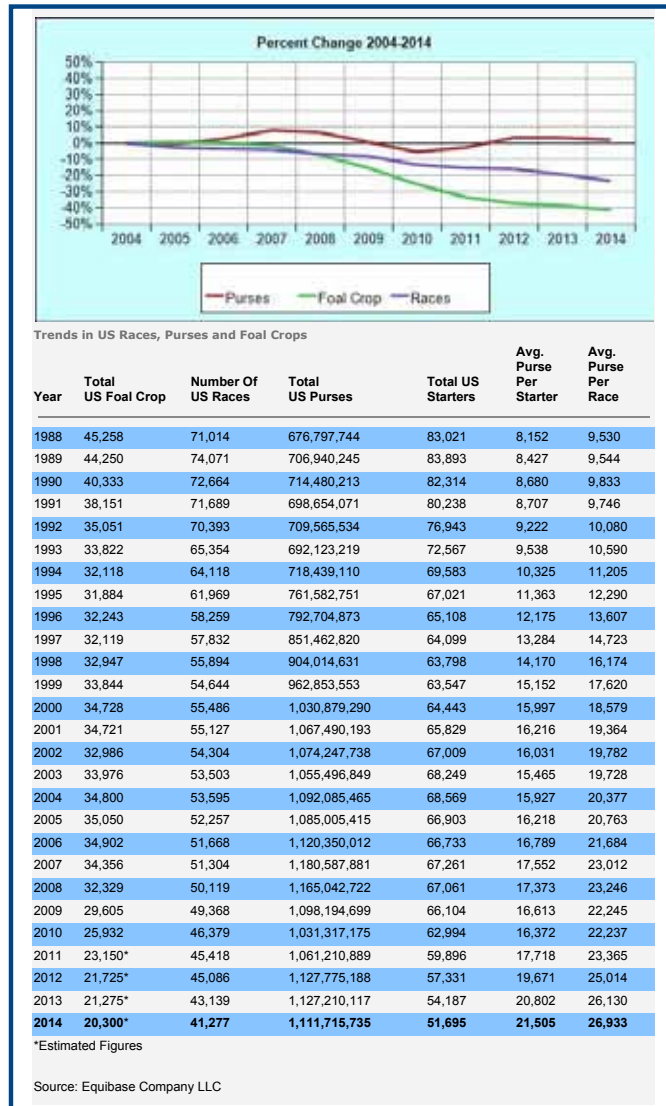 Percent Change 2004-2014
50%
40%
30%
20%
10%
0%
-10%
-20%
-30%
-40%
-50%
2004 2005 2006 2007 2008 2009 2010 2011 2012 2013 2014
Purses Foal Crop Races
Trends in US Races, Purses and Foal Crops
Year Total US Foal Crop Number Of US Races Total US Purses Total US Starters Avg. Purse Per Starter Avg. Purse Per Race
1988 45,258 71,014 676,797,744 83,021 8,152 9,530
1989 44,250 74,071 706,940,245 83,893 8,427 9,544
1990 40,333 72,664 714,480,213 82,314 8,680 9,833
1991 38,151 71,689 698,654,071 80,238 8,707 9,746
1992 35,051 70,393 709,565,534 76,943 9,222 10,080
1993 33,822 65,354 692,123,219 72,567 9,538 10,590
1994 32,118 64,118 718,439,110 69,583 10,325 11,205
1995 31,884 61,969 761,582,751 67,021 11,363 12,290
1996 32,243 58,259 792,704,873 65,108 12,175 13,607
1997 32,119 57,832 851,462,820 64,099 13,284 14,723
1998 32,947 55,894 904,014,631 63,798 14,170 16,174
1999 33,844 54,644 962,853,553 63,547 15,152 17,620
2000 34,728 55,486 1,030,879,290 64,443 15,997 18,579
2001 34,721 55,127 1,067,490,193 65,829 16,216 19,364
2002 32,986 54,304 1,074,247,738 67,009 16,031 19,782
2003 33,976 53,503 1,055,496,849 68,249 15,465 19,728
2004 34,800 53,595 1,092,085,465 68,569 15,927 20,377
2005 35,050 52,257 1,085,005,415 66,903 16,218 20,763
2006 34,902 51,668 1,120,350,012 66,733 16,789 21,684
2007 34,356 51,304 1,180,587,881 67,261 17,552 23,012
2008 32,329 50,119 1,165,042,722 67,061 17,373 23,246
2009 29,605 49,368 1,098,194,699 66,104 16,613 22,245
2010 25,932 46,379 1,031,317,175 62,994 16,372 22,237
2011 23,150* 45,418 1,061,210,889 59,896 17,718 23,365
2012 21,725* 45,086 1,127,775,188 57,331 19,671 25,014
2013 21,275* 43,139 1,127,210,117 54,187 20,802 26,130
2014 20,300* 41,277 1,111,715,735 51,695 21,505 26,933
*Estimated Figures
Source: Equibase Company LLC